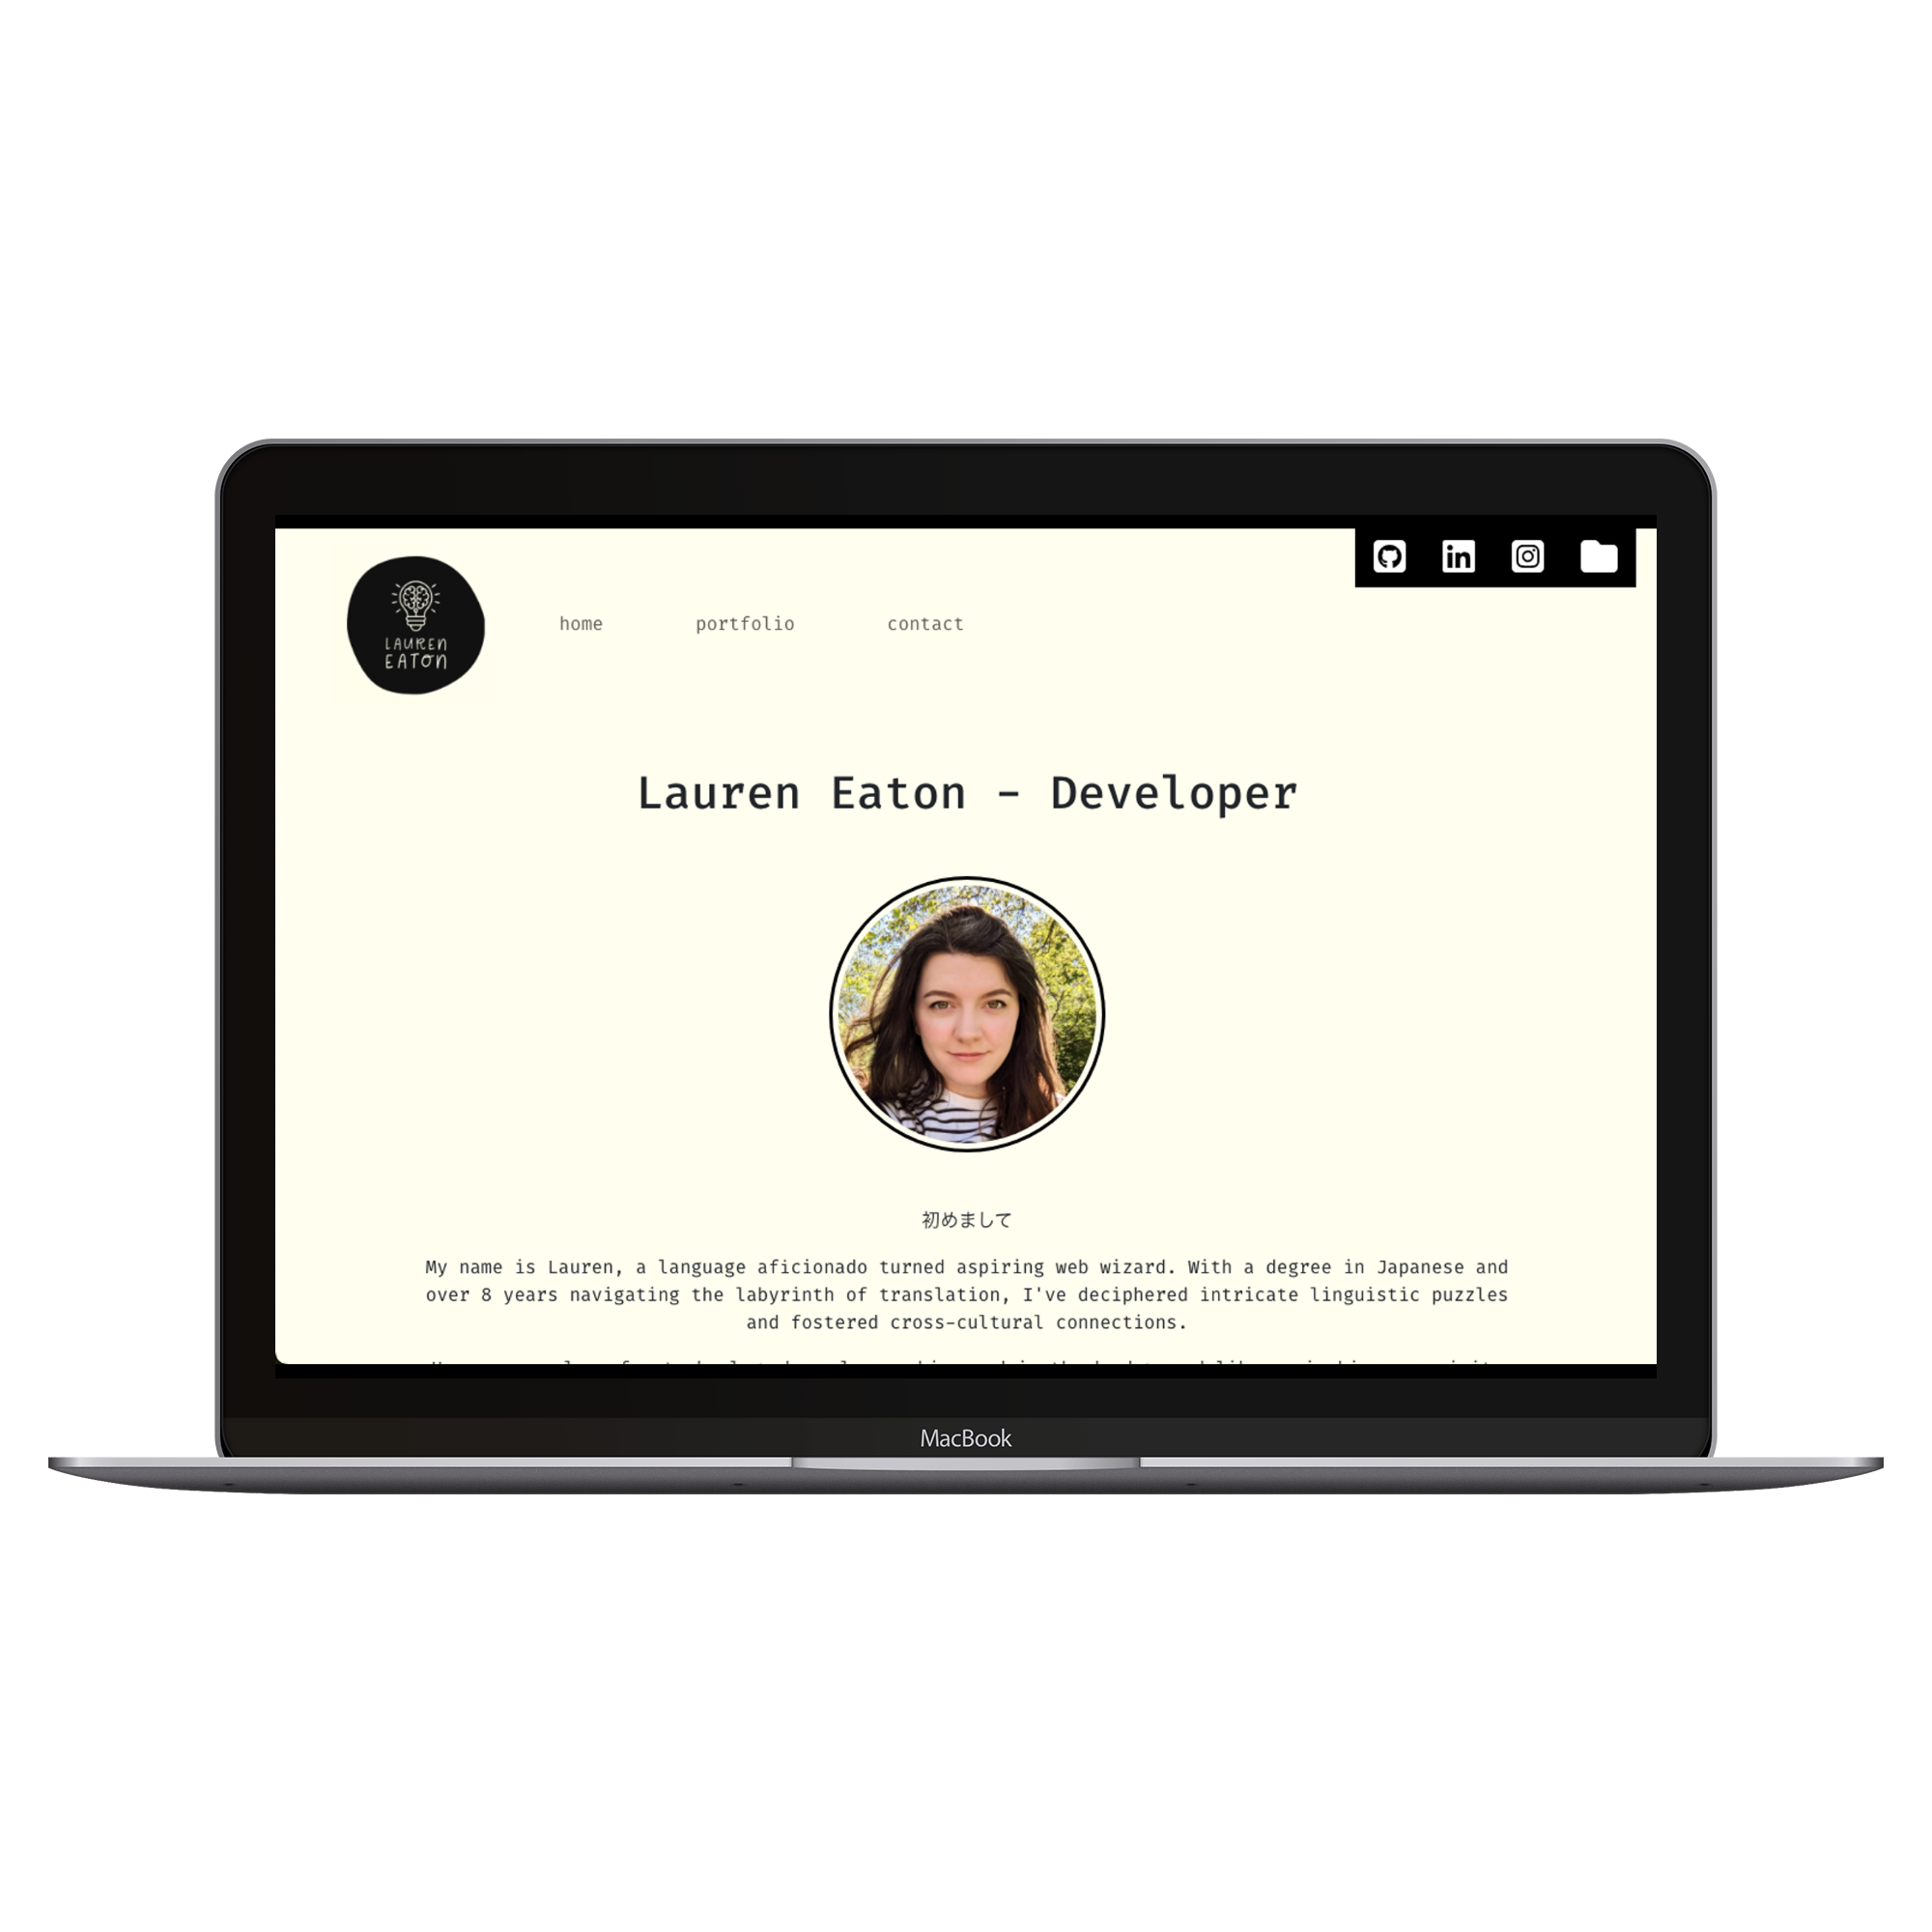 LAUREN
EATON
home portfolio contact
in
Lauren Eaton - Developer
初めまして
My name is Lauren, a language aficionado turned aspiring web wizard. With a degree in Japanese and
over 8 years navigating the labyrinth of translation, I've deciphered intricate linguistic puzzles
and fostered cross-cultural connections.
MacBook